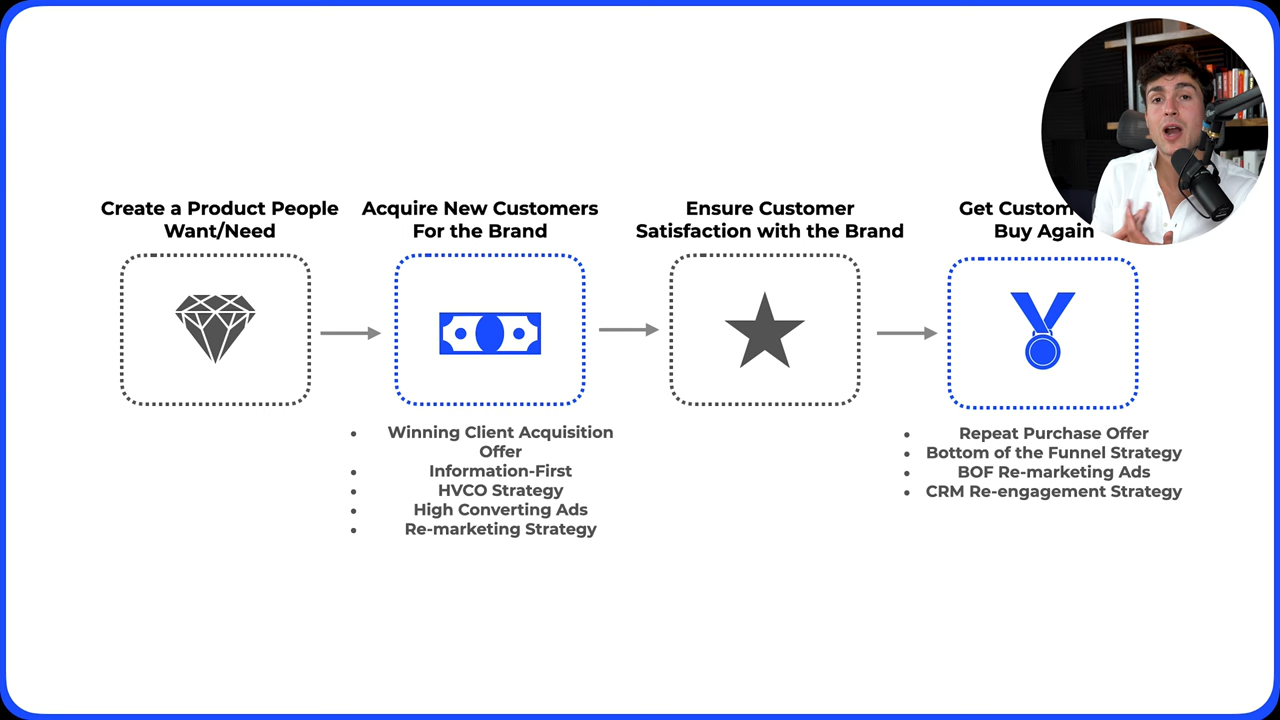 Create a Product People
Want/Need
Acquire New Customers
For the Brand
Ensure Customer
Satisfaction with the Brand
Get
Buy Again
• Winning Client Acquisition
Offer
• Information-First
• HVCO Strategy
• High Converting Ads
• Re-marketing Strategy
• Repeat Purchase Offer
• Bottom of the Funnel Strategy
• BOF Re-marketing Ads
• CRM Re-engagement Strategy